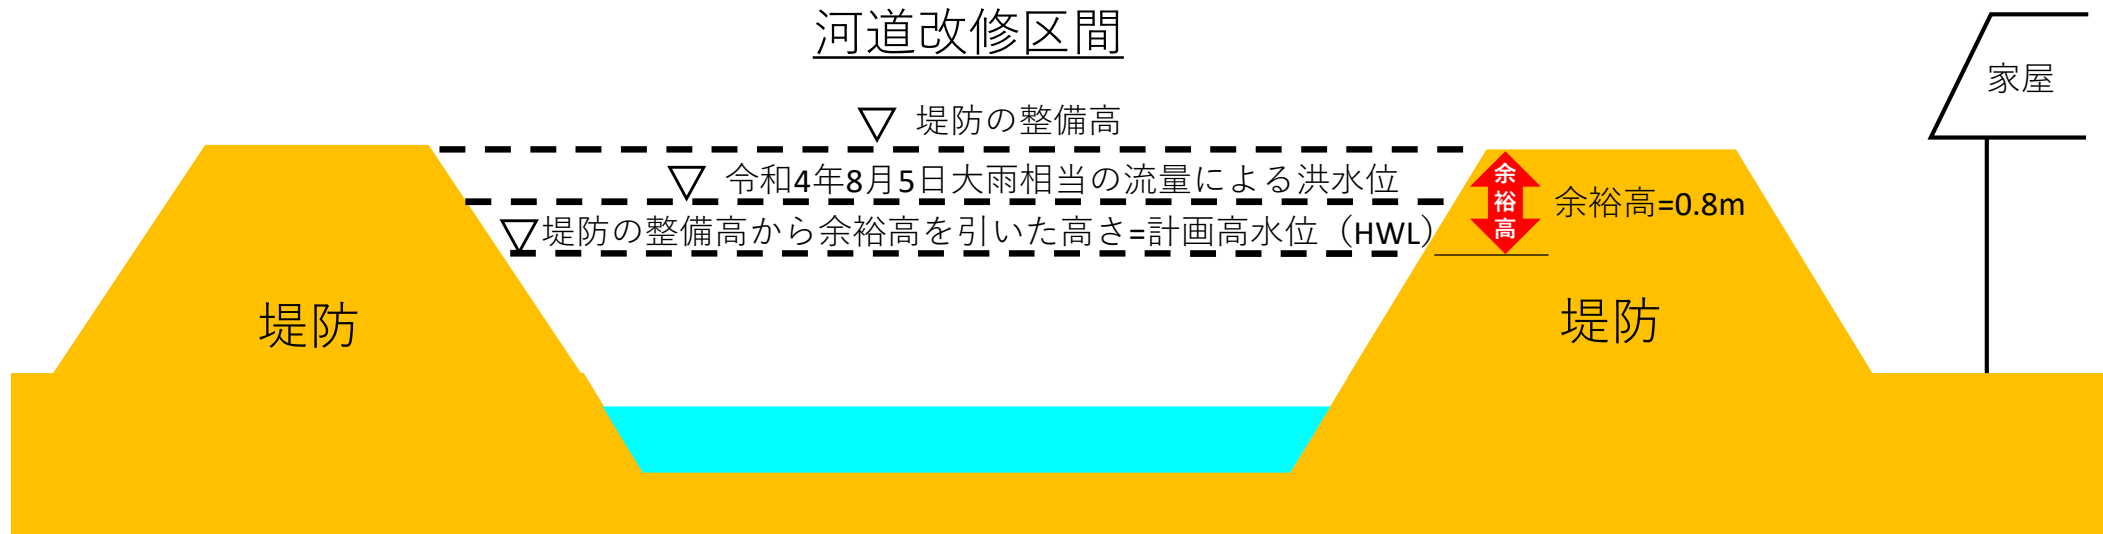 河道改修区間
家屋
▽ 堤防の整備高
▽ 令和4年8月5日大雨相当の流量による洪水位
▽堤防の整備高から余裕高を引いた高さ=計画高水位（HWL）
余裕高
余裕高=0.8m
堤防
堤防